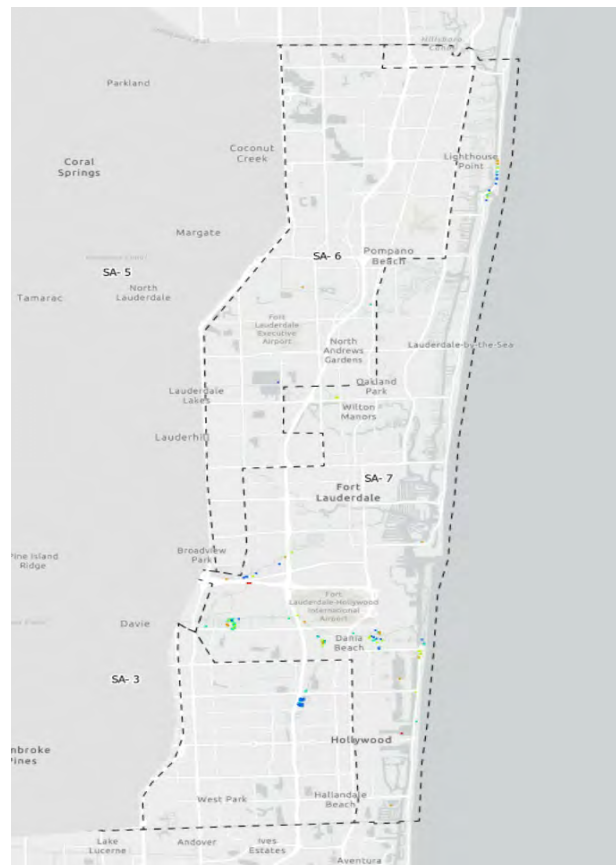 Hillsboro
Canal
Parkland
Coconut
Creek
Lighthouse
Point
Coral
Springs
Margate
SA- 6
Pompano
Beach
SA- 5
North
Lauderdale
Tamarac
Fort
Lauderdale
Executive
Airport
North
Andrews
Gardens
Lauderdale-by-the-Sea
Oakland
Park
Lauderdale
Lakes
Wilton
Manors
Lauderhill
SA- 7
Fort
Lauderdale
Broadview
Park
Pine Island
Ridge
Fort
Lauderdale-Hollywood
International
Airport
Davie
Dania
Beach
SA- 3
Hollywood
mbroke
Pines
West Park
Hallandale
Beach
Lake
Lucerne
Andover
Ives
Estates
Aventura